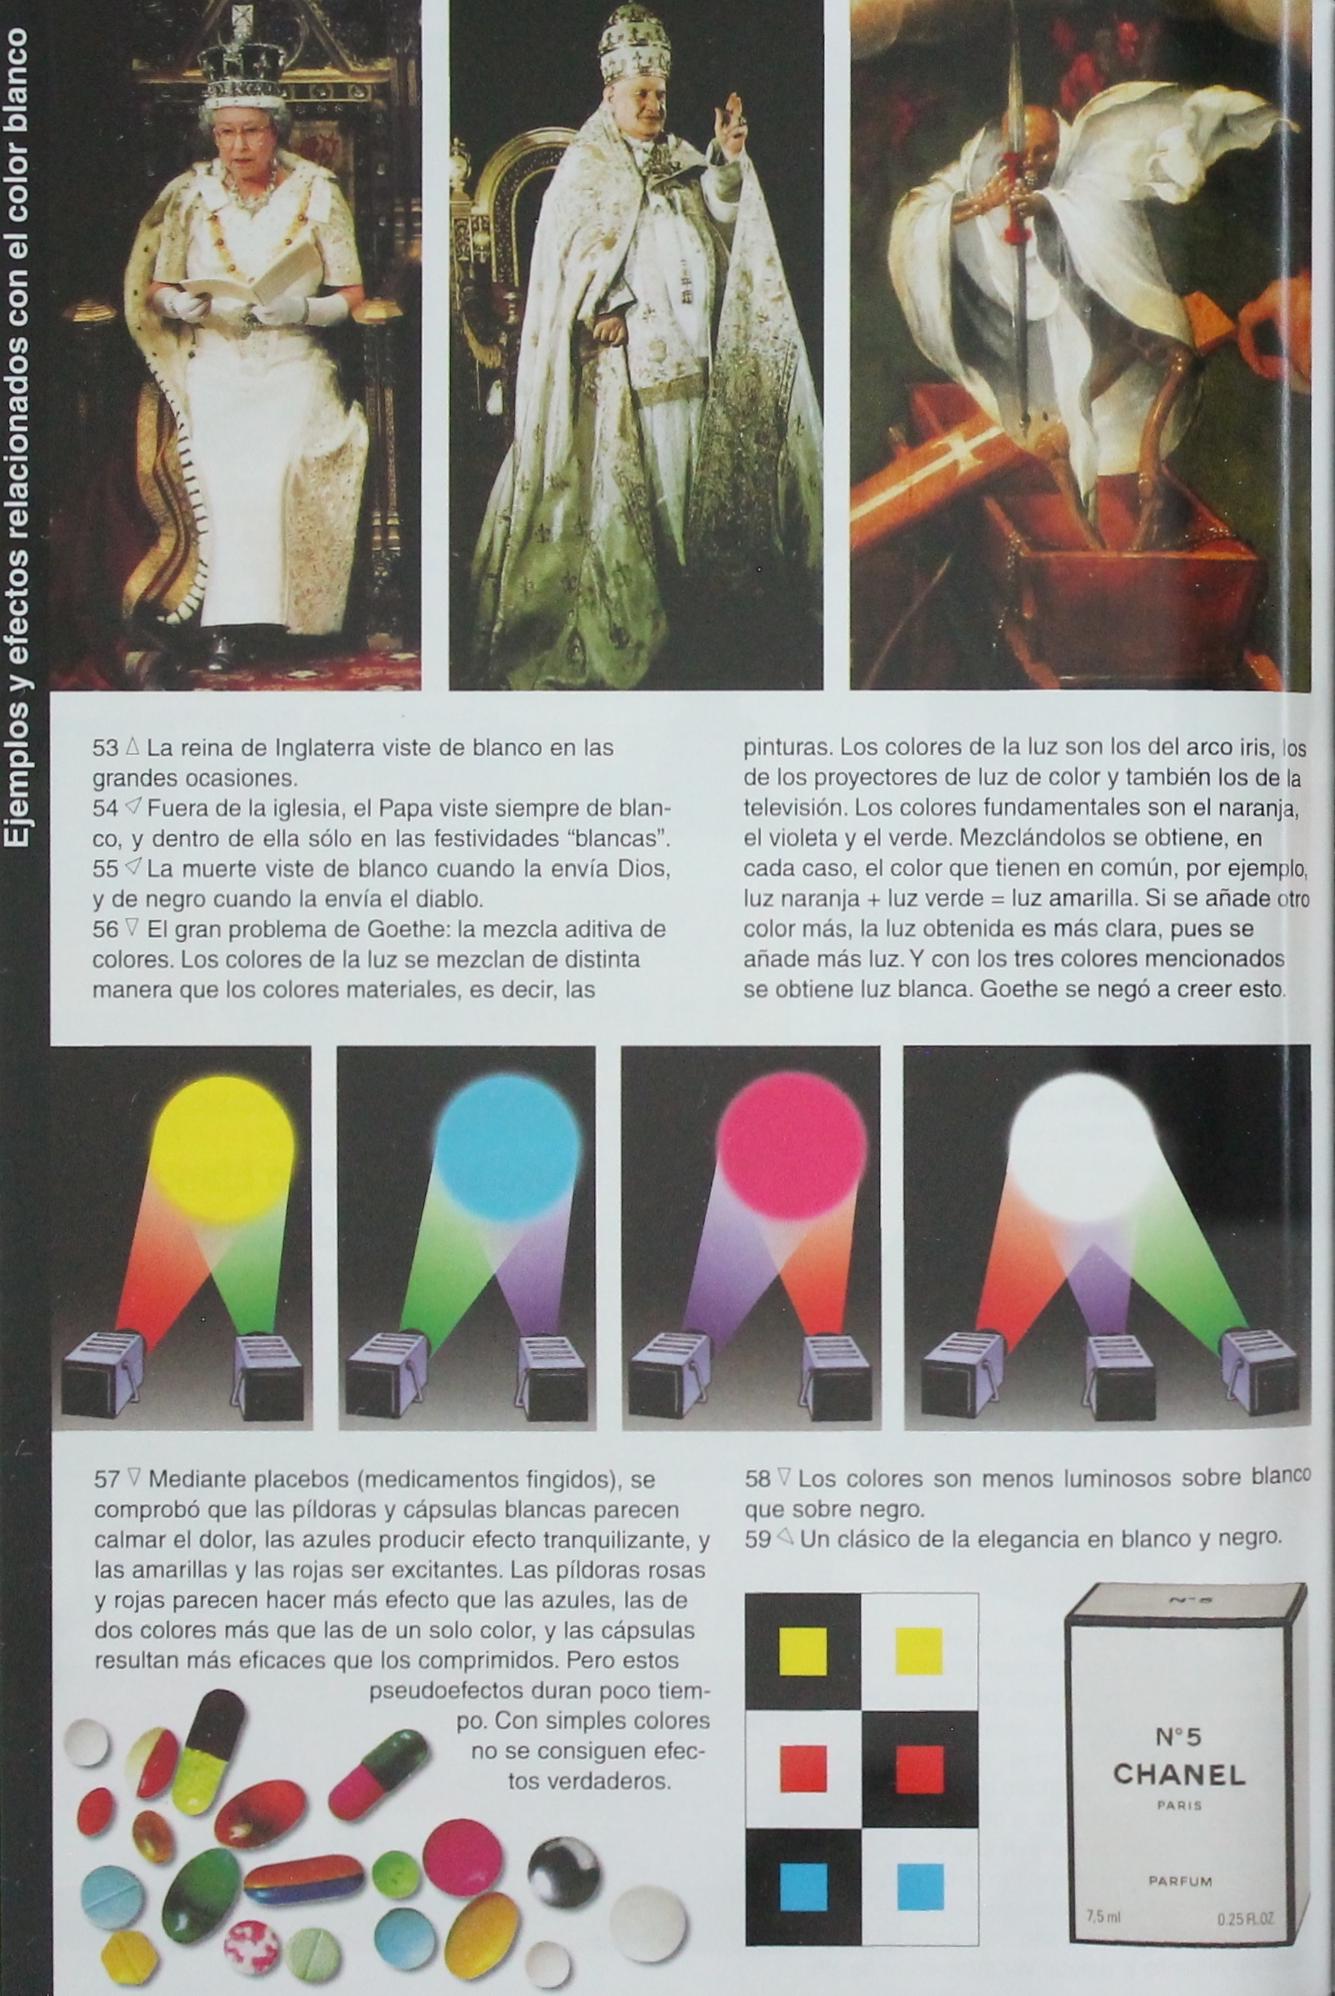 Ejemplos y efectos relacionados con el color blanco
53 △ La reina de Inglaterra viste de blanco en las
grandes ocasiones.
54 ◁ Fuera de la iglesia, el Papa viste siempre de blan-
co, y dentro de ella sólo en las festividades “blancas”.
55 ◁ La muerte viste de blanco cuando la envía Dios,
y de negro cuando la envía el diablo.
56 ▽ El gran problema de Goethe: la mezcla aditiva de
colores. Los colores de la luz se mezclan de distinta
manera que los colores materiales, es decir, las
pinturas. Los colores de la luz son los del arco iris, los
de los proyectores de luz de color y también los de la
televisión. Los colores fundamentales son el naranja,
el violeta y el verde. Mezclándolos se obtiene, en
cada caso, el color que tienen en común, por ejemplo,
luz naranja + luz verde = luz amarilla. Si se añade otro
color más, la luz obtenida es más clara, pues se
añade más luz. Y con los tres colores mencionados
se obtiene luz blanca. Goethe se negó a creer esto.
57 ▽ Mediante placebos (medicamentos fingidos), se
comprobó que las píldoras y cápsulas blancas parecen
calmar el dolor, las azules producir efecto tranquilizante, y
las amarillas y las rojas ser excitantes. Las píldoras rosas
y rojas parecen hacer más efecto que las azules, las de
dos colores más que las de un solo color, y las cápsulas
resultan más eficaces que los comprimidos. Pero estos
pseudoefectos duran poco tiem-
po. Con simples colores
no se consiguen efec-
tos verdaderos.
58 ▽ Los colores son menos luminosos sobre blanco
que sobre negro.
59 ◁ Un clásico de la elegancia en blanco y negro.
N°5
N°5
CHANEL
PARIS
PARFUM
7,5 ml 0.25 FL.OZ